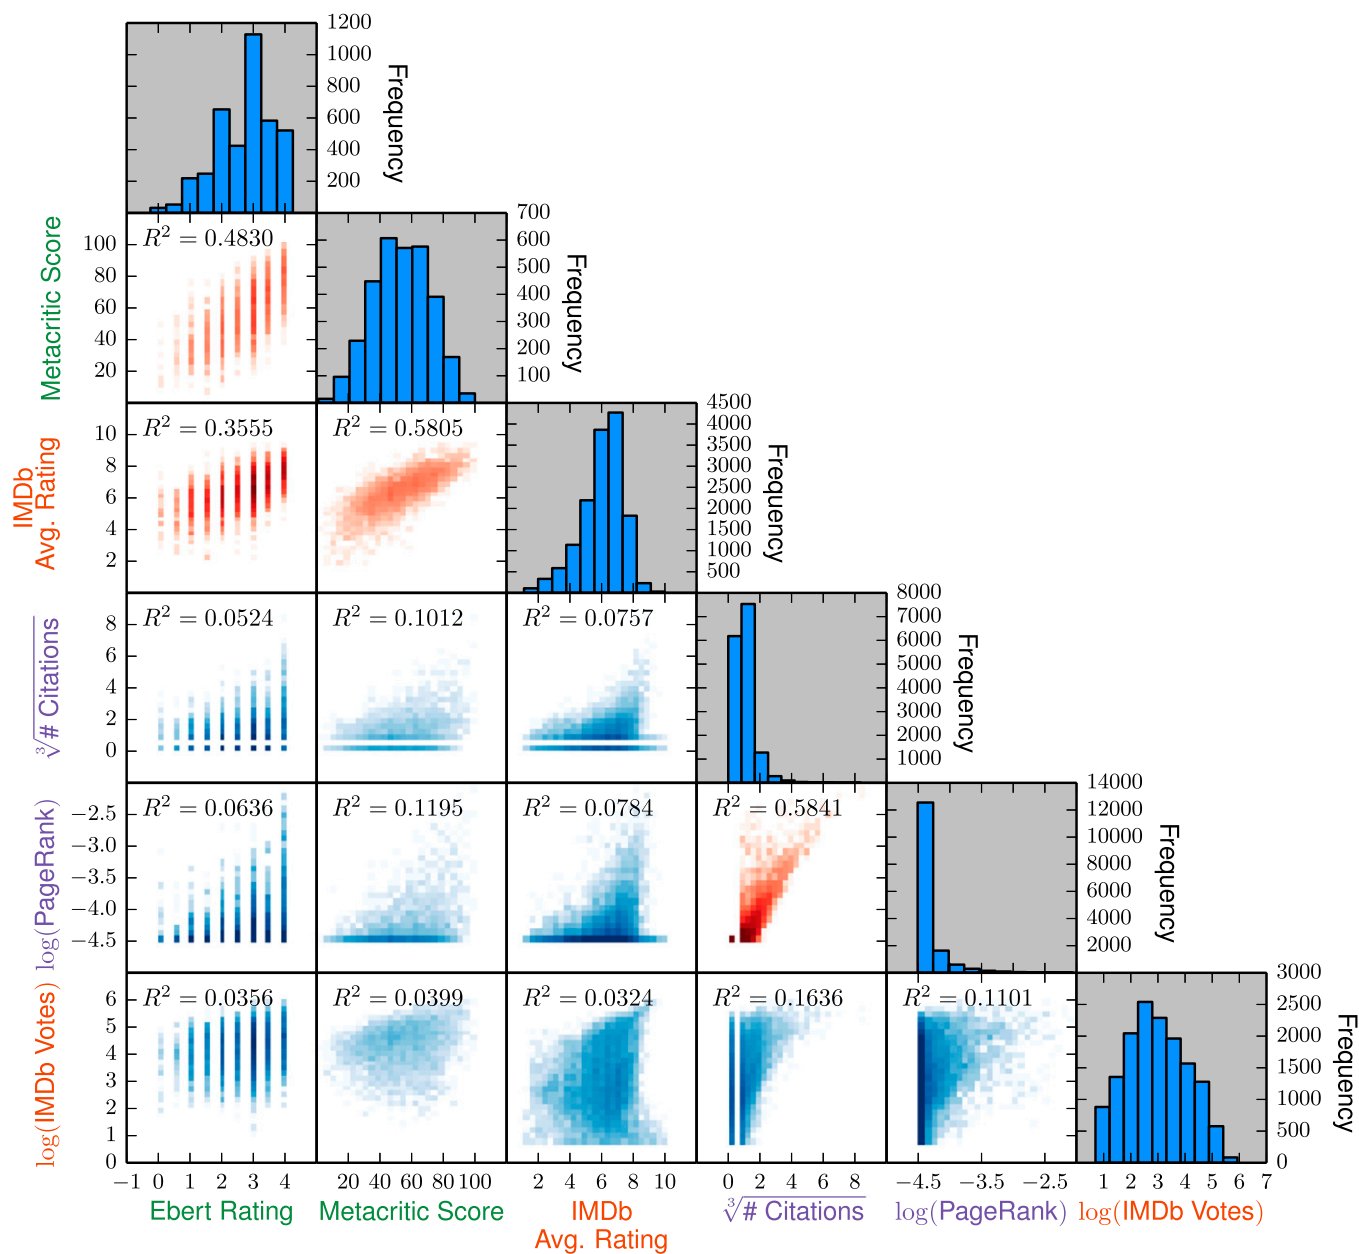 1200
1000
800
600
400
200
Frequency
Metacritic Score
100
80
60
40
20
R² = 0.4830
700
600
500
400
300
200
100
Frequency
IMDb
Avg. Rating
10
8
6
4
2
R² = 0.3555
R² = 0.5805
4500
4000
3500
3000
2500
2000
1500
1000
500
Frequency
∛# Citations
8
6
4
2
0
R² = 0.0524
R² = 0.1012
R² = 0.0757
8000
7000
6000
5000
4000
3000
2000
1000
Frequency
log(PageRank)
−2.5
−3.0
−3.5
−4.0
−4.5
R² = 0.0636
R² = 0.1195
R² = 0.0784
R² = 0.5841
14000
12000
10000
8000
6000
4000
2000
Frequency
log(IMDb Votes)
6
5
4
3
2
1
0
R² = 0.0356
R² = 0.0399
R² = 0.0324
R² = 0.1636
R² = 0.1101
3000
2500
2000
1500
1000
500
0
Frequency
−1 0 1 2 3 4
20 40 60 80 100
2 4 6 8 10
0 2 4 6 8
−4.5 −3.5 −2.5
1 2 3 4 5 6 7
Ebert Rating
Metacritic Score
IMDb
Avg. Rating
∛# Citations
log(PageRank)
log(IMDb Votes)